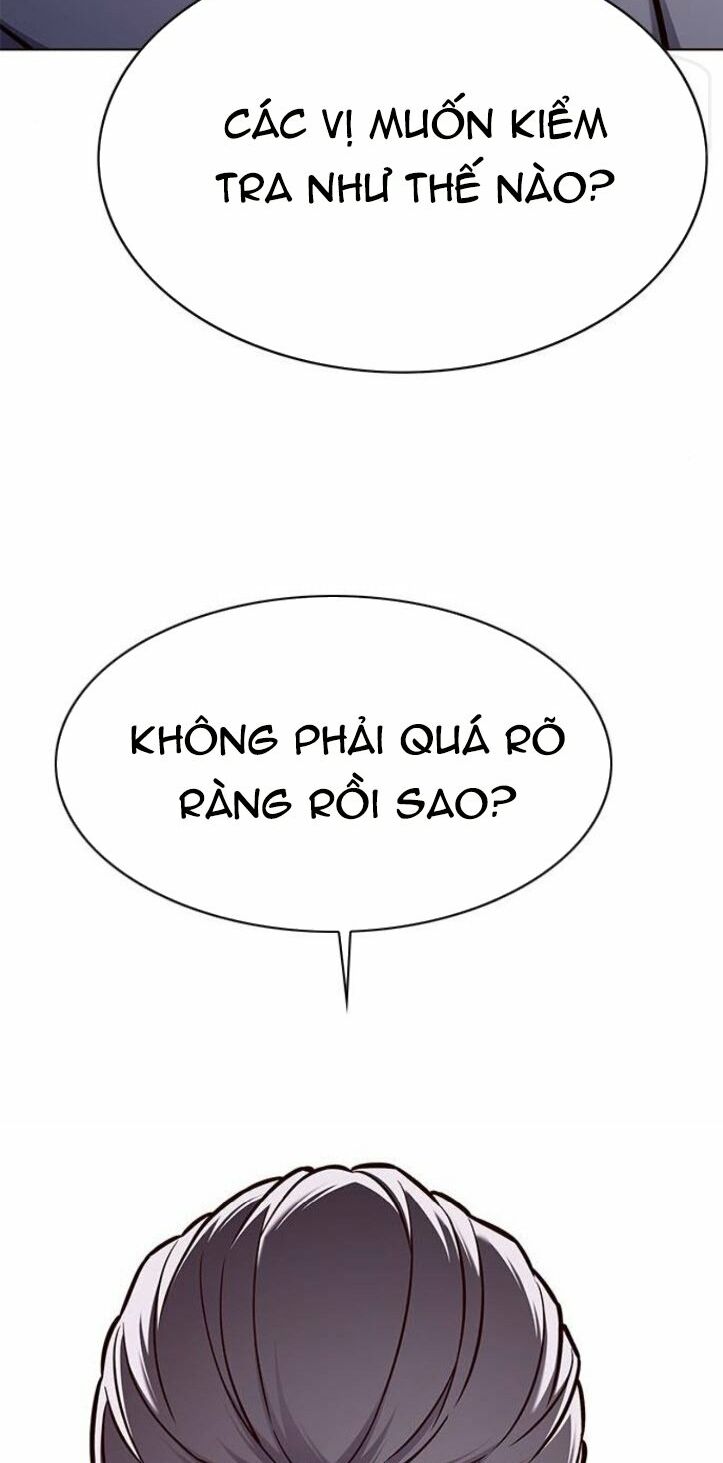 CÁC VỊ MUỐN KIỂM
TRA NHƯ THẾ NÀO?
KHÔNG PHẢI QUÁ RÕ
RÀNG RỒI SAO?